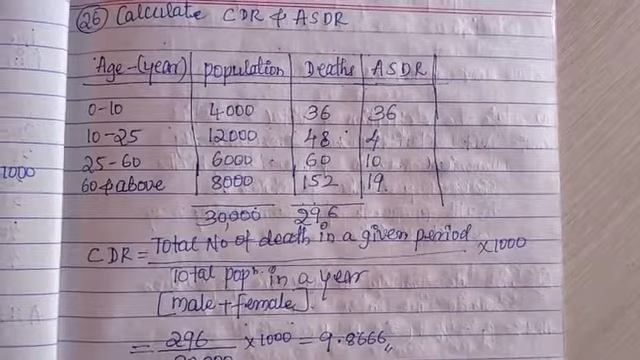 26 Calculate CDR & ASDR
Age-(year) population Deaths ASDR
0-10 4000 36 36
10-25 12000 48 4
25-60 6000 60 10
60 & above 8000 152 19
30,000 296
CDR = Total No of death in a given period x1000
Total popn. in a year
[male + female].
= 296 x1000 = 9.8666
1000